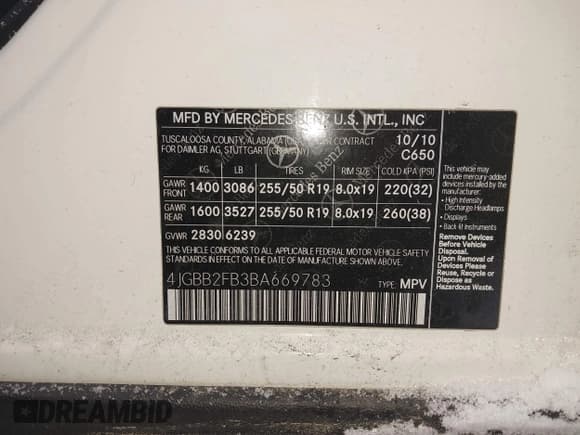 MFD BY MERCEDES-BENZ U.S. INTL., INC
TUSCALOOSA COUNTY, ALABAMA UNDER CONTRACT 10/10
FOR DAIMLER AG, STUTTGART (GERMANY) C650
KG LB TIRES RIM SIZE COLD KPA (PSI)
GAWR FRONT 1400 3086 255/50 R19 8.0x19 220(32)
GAWR REAR 1600 3527 255/50 R19 8.0x19 260(38)
GVWR 2830 6239
THIS VEHICLE CONFORMS TO ALL APPLICABLE FEDERAL MOTOR VEHICLE SAFETY
STANDARDS IN EFFECT ON THE DATE OF MANUFACTURE SHOWN ABOVE.
4JGBB2FB3BA669783 TYPE: MPV
This vehicle may
include mercury-added
devices installed by the
manufacturer:
- High Intensity
Discharge Headlamps
- Displays
- Back lit instruments
Remove Devices
Before Vehicle
Disposal.
Upon Removal
of Devices Please
Reuse, Recycle or
Dispose as
Hazardous Waste.
Mercedes-Benz
DREAMBID